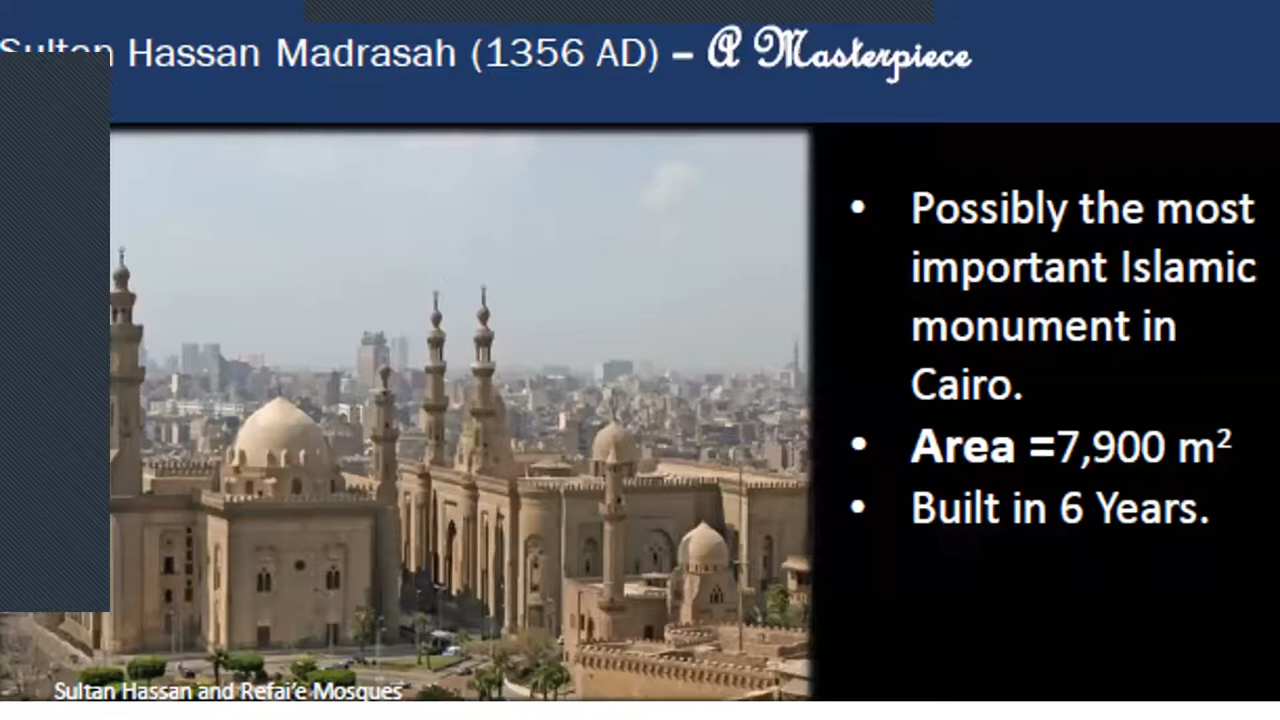 Sultan Hassan Madrasah (1356 AD) – A Masterpiece
• Possibly the most
important Islamic
monument in
Cairo.
• Area =7,900 m²
• Built in 6 Years.
Sultan Hassan and Refai’e Mosques